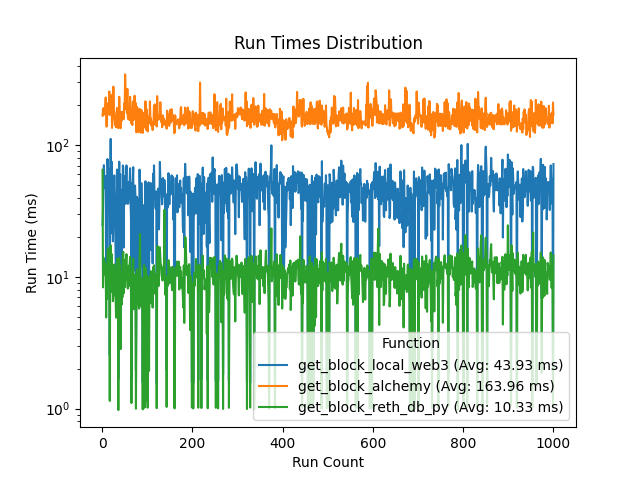 Run Times Distribution
Run Time (ms)
10²
10¹
10⁰
Function
get_block_local_web3 (Avg: 43.93 ms)
get_block_alchemy (Avg: 163.96 ms)
get_block_reth_db_py (Avg: 10.33 ms)
0 200 400 600 800 1000
Run Count